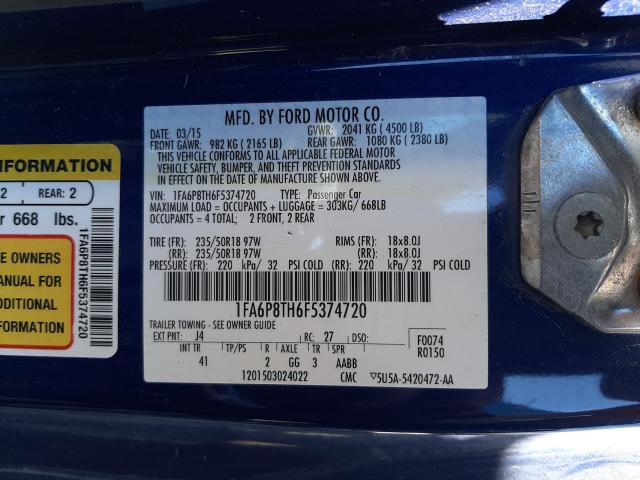 INFORMATION
2 REAR: 2
668 lbs.
SEE OWNERS
MANUAL FOR
ADDITIONAL
1FA6P8TH6F5374720
MFD. BY FORD MOTOR CO.
DATE: 03/15 GVWR: 2041 KG ( 4500 LB)
FRONT GAWR: 982 KG ( 2165 LB) REAR GAWR: 1080 KG ( 2380 LB)
THIS VEHICLE CONFORMS TO ALL APPLICABLE FEDERAL MOTOR
VEHICLE SAFETY, BUMPER, AND THEFT PREVENTION STANDARDS
IN EFFECT ON THE DATE OF MANUFACTURE SHOWN ABOVE.
VIN: 1FA6P8TH6F5374720 TYPE: Passenger Car
MAXIMUM LOAD = OCCUPANTS + LUGGAGE = 303KG/ 668LB
OCCUPANTS = 4 TOTAL; 2 FRONT, 2 REAR
TIRE (FR): 235/50R18 97W RIMS (FR): 18x8.0J
(RR): 235/50R18 97W (RR): 18x8.0J
PRESSURE (FR): 220 kPa/ 32 PSI COLD (RR): 220 kPa/ 32 PSI COLD
1FA6P8TH6F5374720
TRAILER TOWING - SEE OWNER GUIDE
EXT PNT: J4 RC: 27 DSO: F0074
INT TR TP/PS R AXLE TR SPR R0150
41 2 GG 3 AABB
1201503024022 CMC 5U5A-5420472-AA